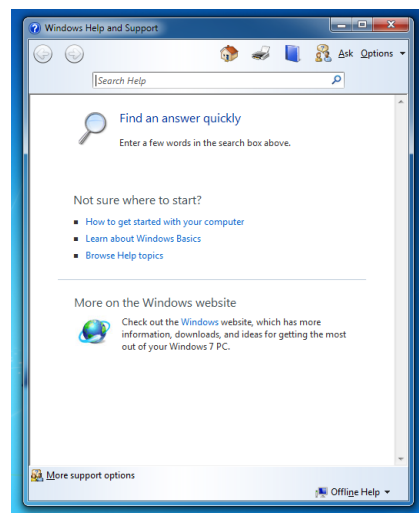 Windows Help and Support
Ask Options
Search Help
Find an answer quickly
Enter a few words in the search box above.
Not sure where to start?
How to get started with your computer
Learn about Windows Basics
Browse Help topics
More on the Windows website
Check out the Windows website, which has more
information, downloads, and ideas for getting the most
out of your Windows 7 PC.
More support options
Offline Help